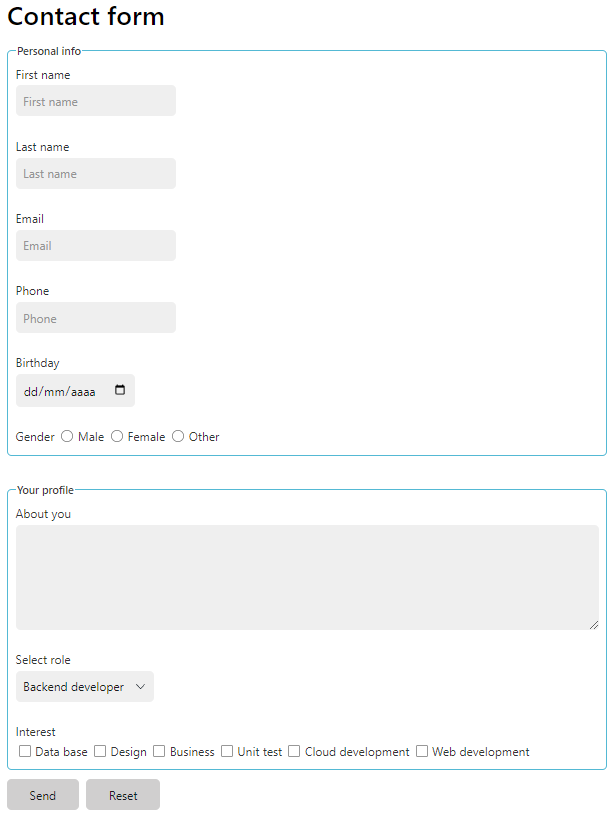 Contact form
Personal info
First name
First name
Last name
Last name
Email
Email
Phone
Phone
Birthday
dd/mm/aaaa
Gender Male Female Other
Your profile
About you
Select role
Backend developer
Interest
Data base Design Business Unit test Cloud development Web development
Send Reset